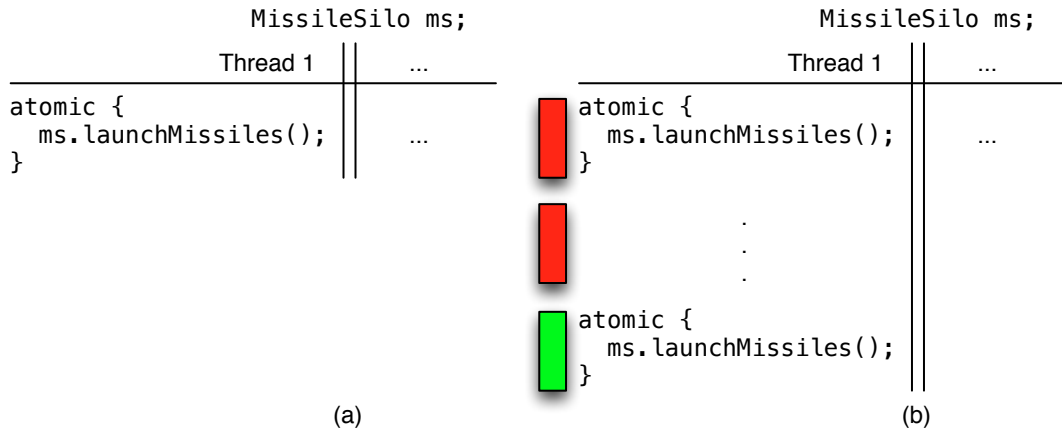 MissileSilo ms;
Thread 1 ...
atomic {
  ms.launchMissiles();
}
...
(a)
MissileSilo ms;
Thread 1 ...
atomic {
  ms.launchMissiles();
}
...
.
.
.
atomic {
  ms.launchMissiles();
}
(b)